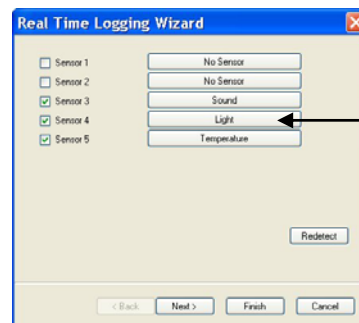 Real Time Logging Wizard
Sensor 1 No Sensor
Sensor 2 No Sensor
Sensor 3 Sound
Sensor 4 Light
Sensor 5 Temperature
Redetect
< Back Next > Finish Cancel